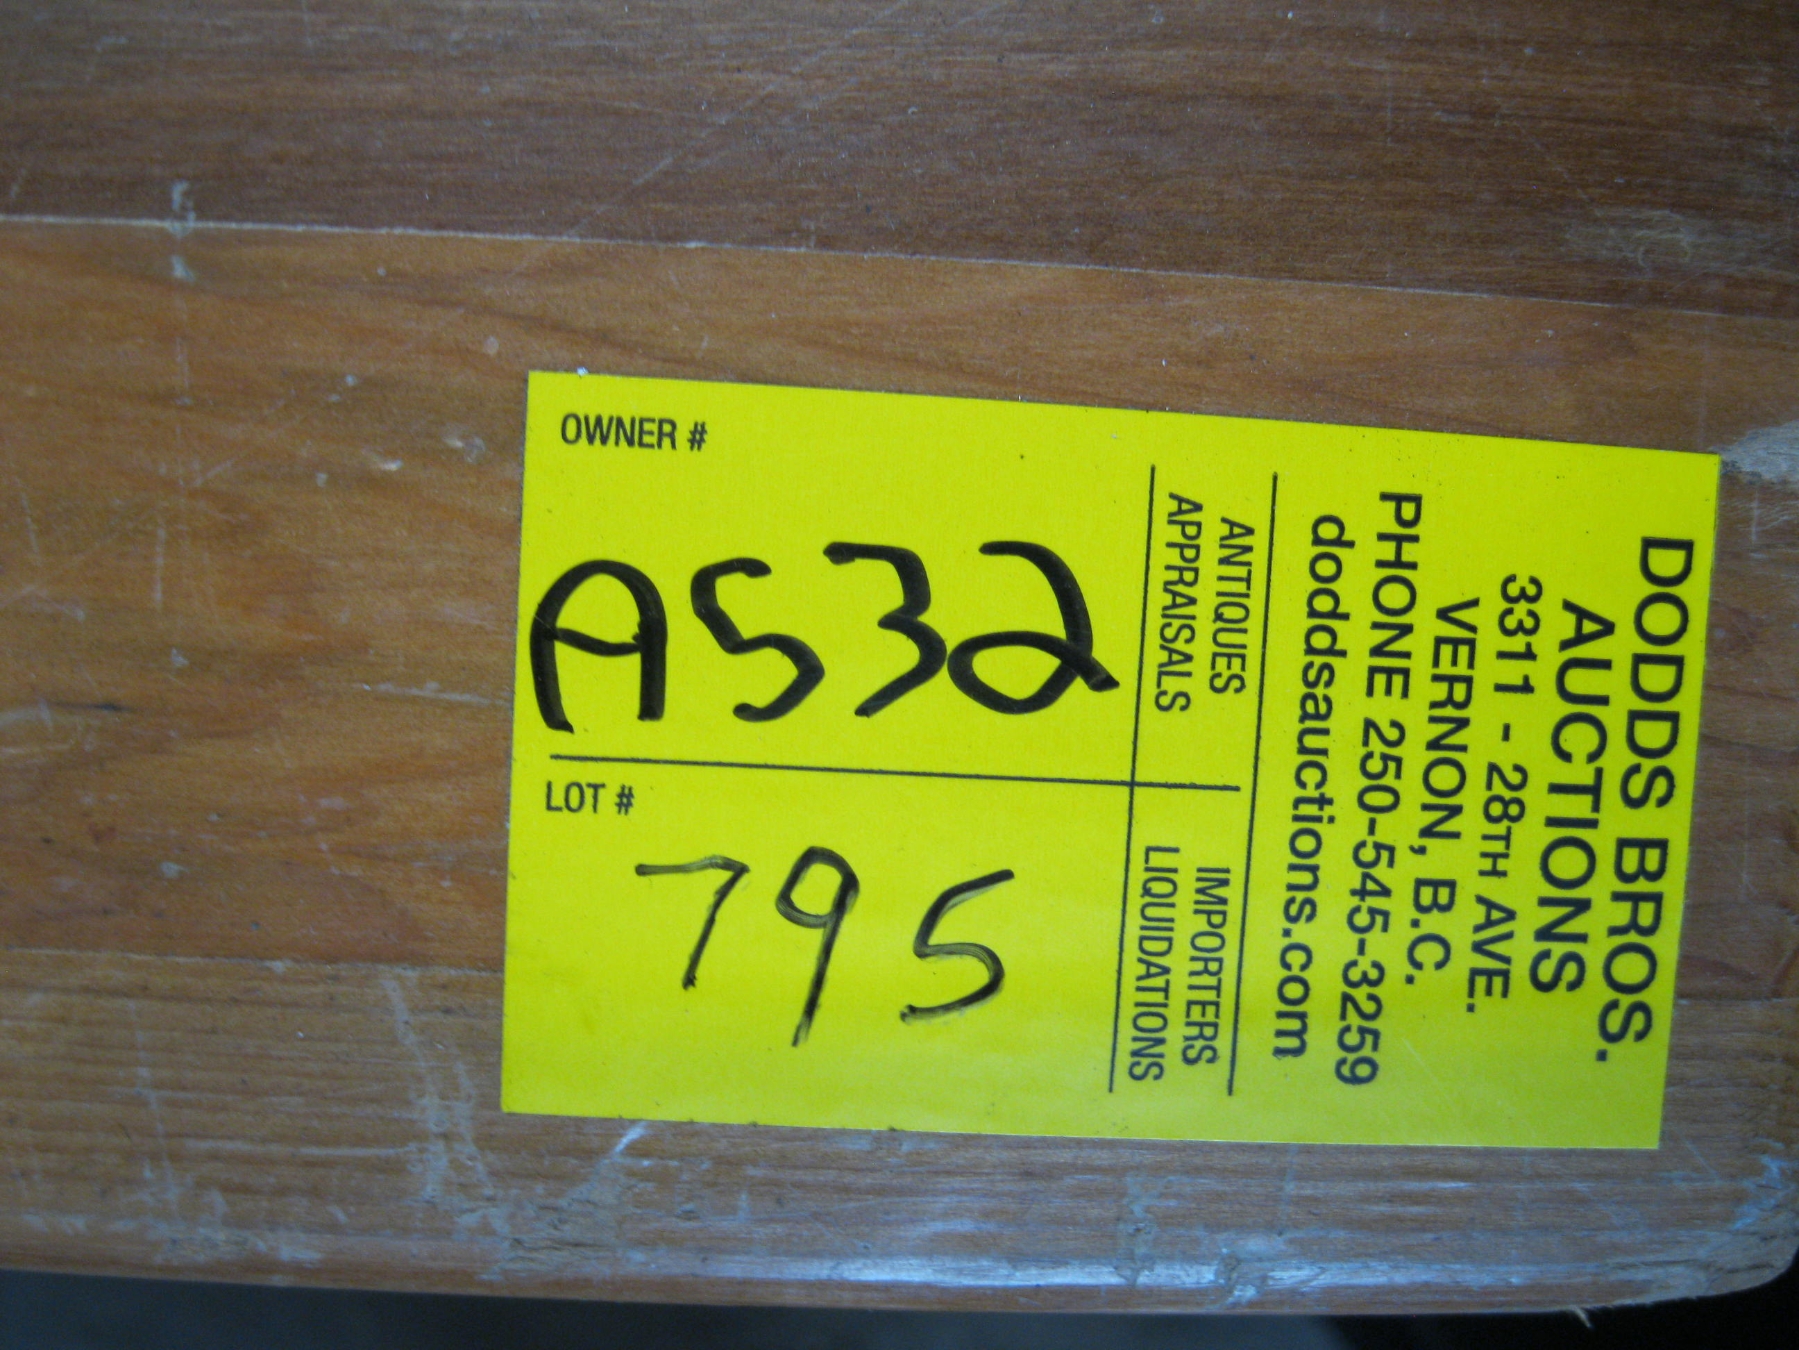 DODDS BROS.
AUCTIONS
3311 - 28TH AVE.
VERNON, B.C.
PHONE 250-545-3259
doddsauctions.com
ANTIQUES
APPRAISALS
IMPORTERS
LIQUIDATIONS
OWNER #
A532
LOT #
795